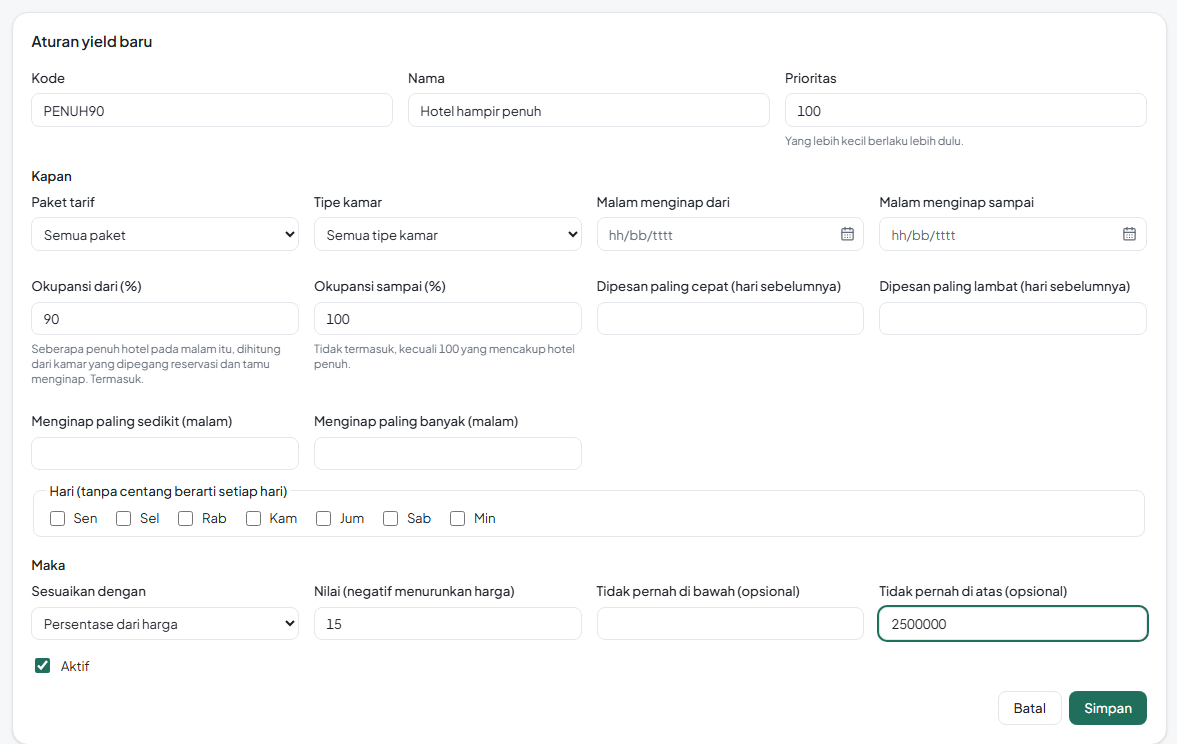 Aturan yield baru
Kode
Nama
Prioritas
PENUH90
Hotel hampir penuh
100
Yang lebih kecil berlaku lebih dulu.
Kapan
Paket tarif
Tipe kamar
Malam menginap dari
Malam menginap sampai
Semua paket
Semua tipe kamar
hh/bb/tttt
hh/bb/tttt
Okupansi dari (%)
Okupansi sampai (%)
Dipesan paling cepat (hari sebelumnya)
Dipesan paling lambat (hari sebelumnya)
90
100
Seberapa penuh hotel pada malam itu, dihitung
dari kamar yang dipegang reservasi dan tamu
menginap. Termasuk.
Tidak termasuk, kecuali 100 yang mencakup hotel
penuh.
Menginap paling sedikit (malam)
Menginap paling banyak (malam)
Hari (tanpa centang berarti setiap hari)
Sen
Sel
Rab
Kam
Jum
Sab
Min
Maka
Sesuaikan dengan
Nilai (negatif menurunkan harga)
Tidak pernah di bawah (opsional)
Tidak pernah di atas (opsional)
Persentase dari harga
15
2500000
Aktif
Batal
Simpan